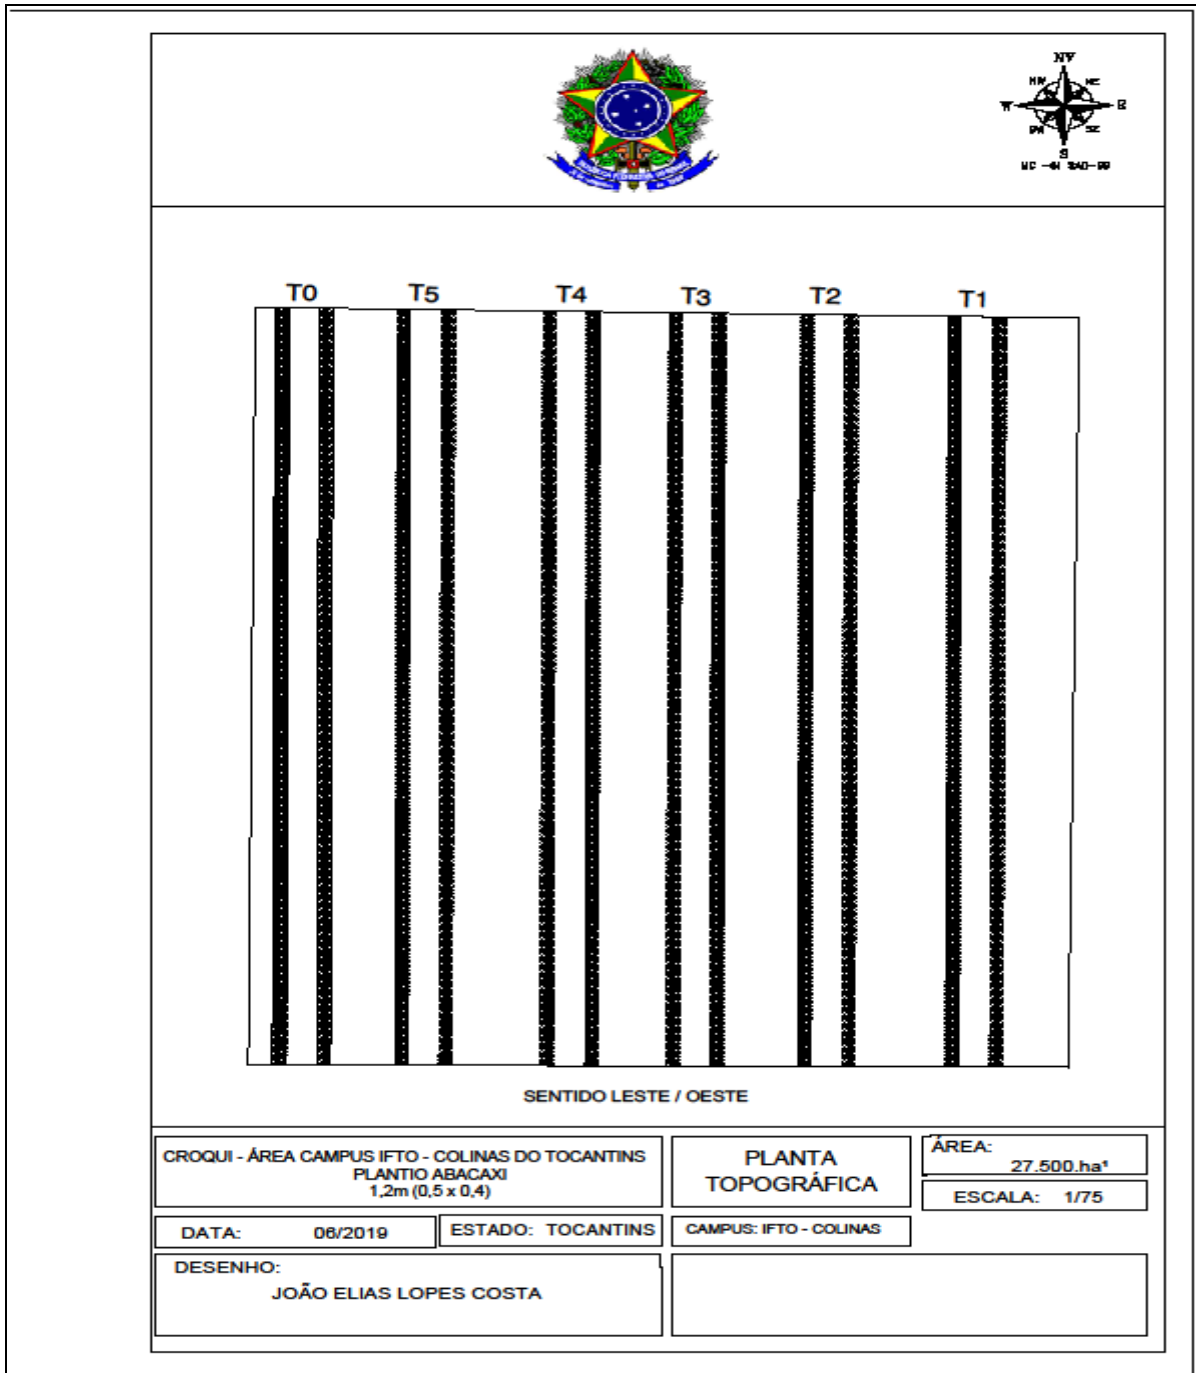 W
E
S
T0
T5
T4
T3
T2
T1
SENTIDO LESTE / OESTE
CROQUI - ÁREA CAMPUS IFTO - COLINAS DO TOCANTINS
PLANTIO ABACAXI
1,2m (0,5 x 0,4)
PLANTA
TOPOGRÁFICA
ÁREA:
27.500.ha¹
ESCALA: 1/75
DATA: 06/2019
ESTADO: TOCANTINS
CAMPUS: IFTO - COLINAS
DESENHO:
JOÃO ELIAS LOPES COSTA